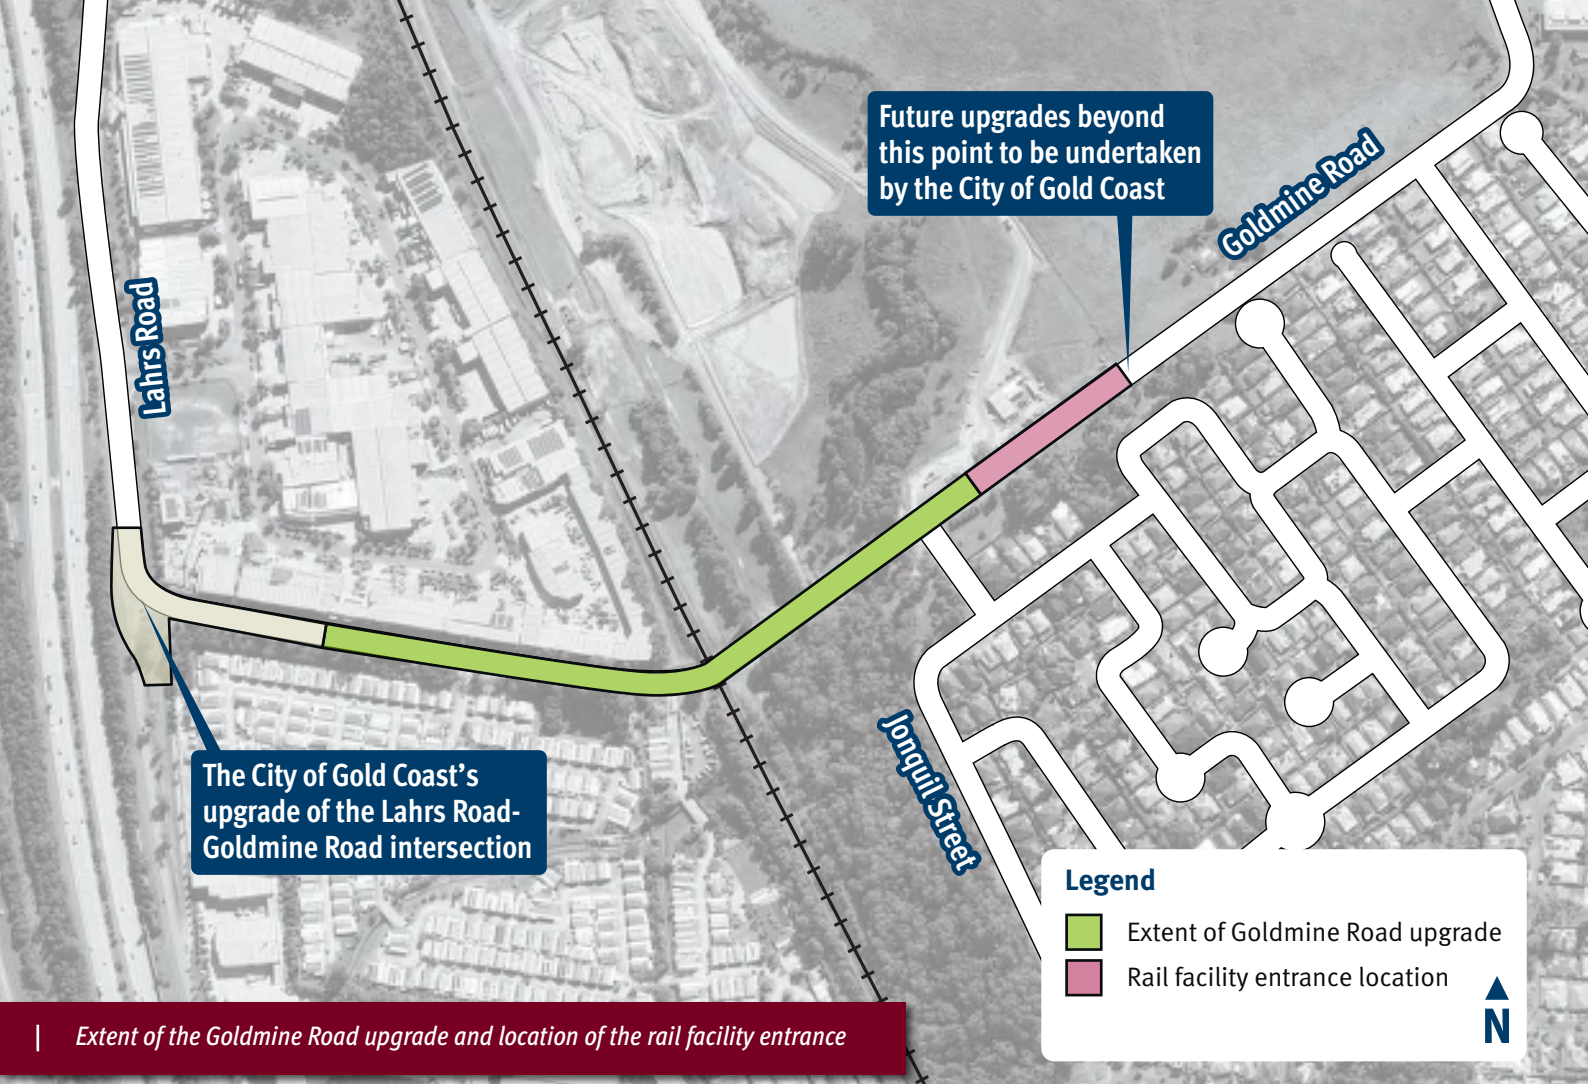 Future upgrades beyond
this point to be undertaken
by the City of Gold Coast
Goldmine Road
Lahrs Road
The City of Gold Coast's
upgrade of the Lahrs Road-
Goldmine Road intersection
Jonquil Street
Legend
Extent of Goldmine Road upgrade
Rail facility entrance location
N
| Extent of the Goldmine Road upgrade and location of the rail facility entrance